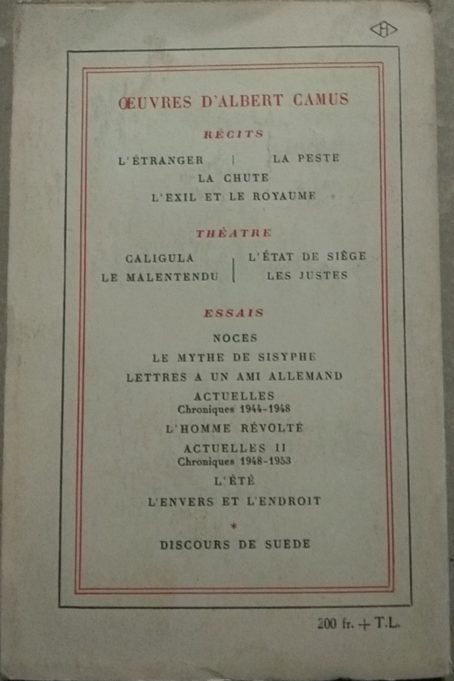 H
ŒUVRES D'ALBERT CAMUS
RÉCITS
L'ÉTRANGER | LA PESTE
LA CHUTE
L'EXIL ET LE ROYAUME
THÉATRE
CALIGULA | L'ÉTAT DE SIÈGE
LE MALENTENDU | LES JUSTES
ESSAIS
NOCES
LE MYTHE DE SISYPHE
LETTRES A UN AMI ALLEMAND
ACTUELLES
Chroniques 1944-1948
L'HOMME RÉVOLTÉ
ACTUELLES II
Chroniques 1948-1953
L'ÉTÉ
L'ENVERS ET L'ENDROIT
*
DISCOURS DE SUEDE
200 fr. + T.L.